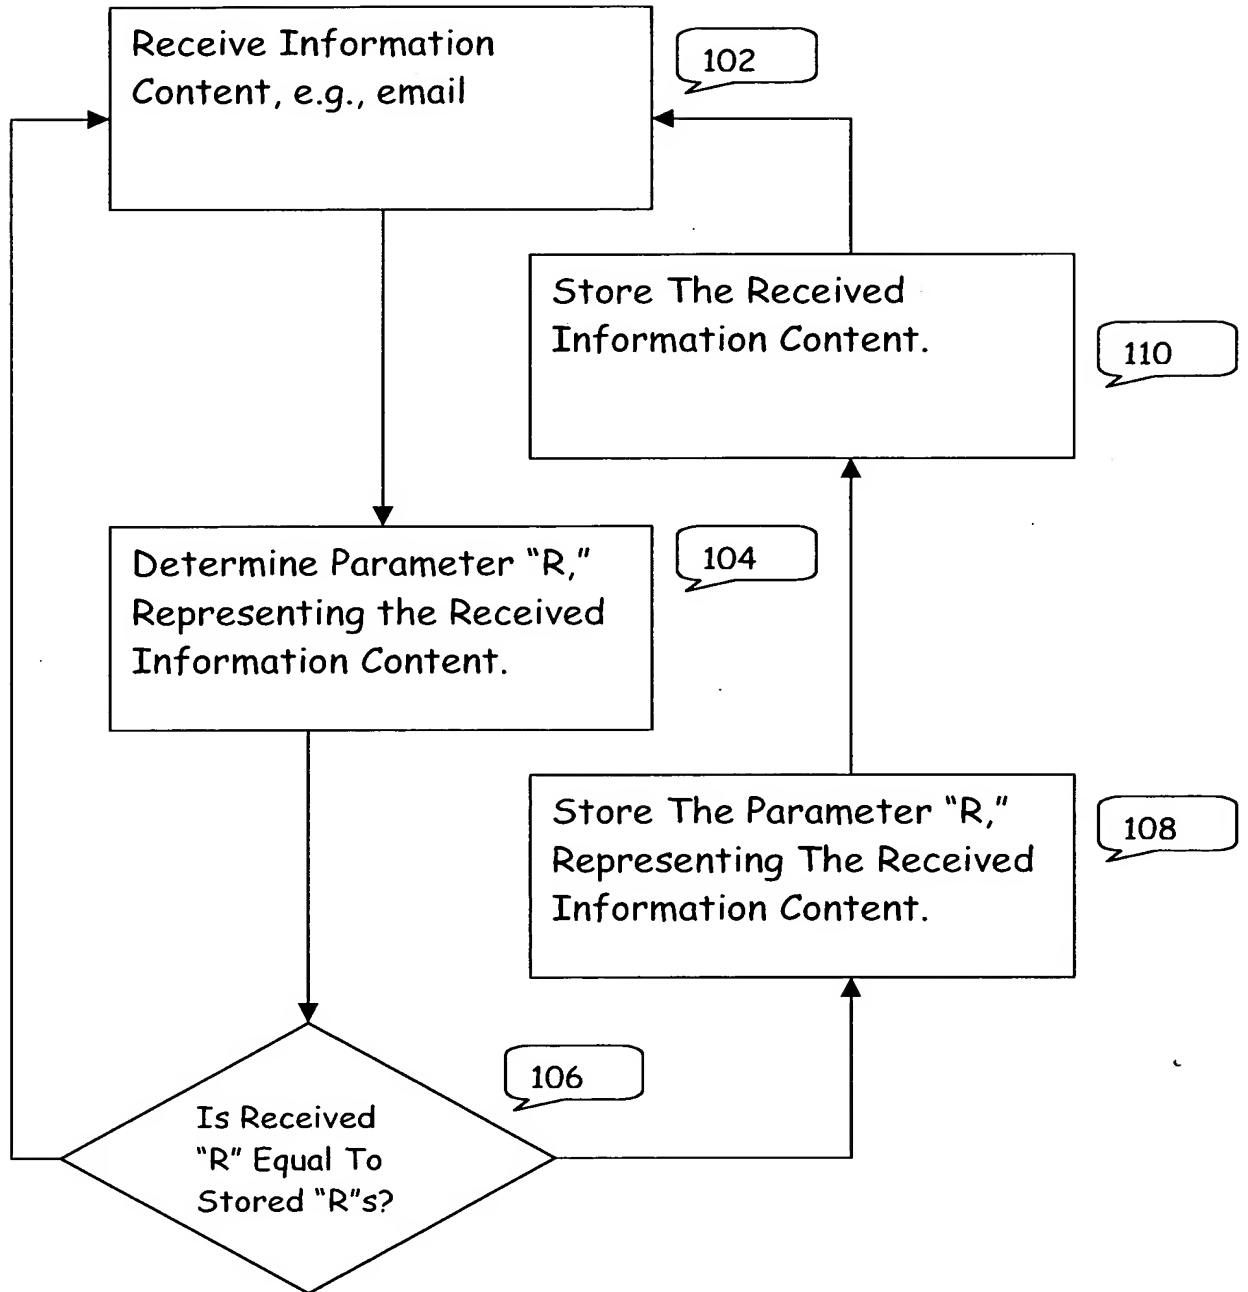 Receive Information
Content, e.g., email
102
Store The Received
Information Content.
110
Determine Parameter “R,”
Representing the Received
Information Content.
104
Store The Parameter “R,”
Representing The Received
Information Content.
108
106
Is Received
“R” Equal To
Stored “R”s?